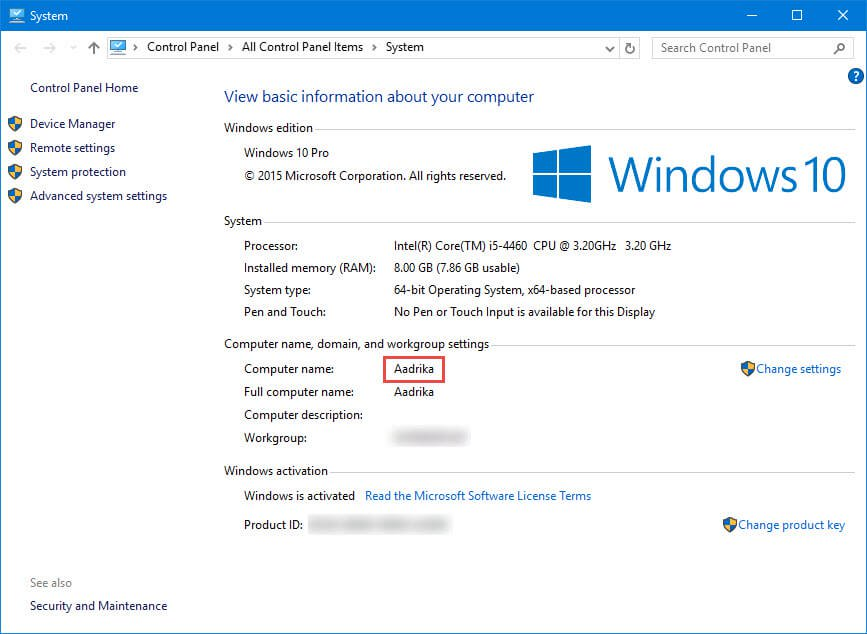 System
Control Panel > All Control Panel Items > System
Search Control Panel
?
Control Panel Home
Device Manager
Remote settings
System protection
Advanced system settings
View basic information about your computer
Windows edition
Windows 10 Pro
© 2015 Microsoft Corporation. All rights reserved.
Windows 10
System
Processor: Intel(R) Core(TM) i5-4460 CPU @ 3.20GHz 3.20 GHz
Installed memory (RAM): 8.00 GB (7.86 GB usable)
System type: 64-bit Operating System, x64-based processor
Pen and Touch: No Pen or Touch Input is available for this Display
Computer name, domain, and workgroup settings
Computer name: Aadrika
Change settings
Full computer name: Aadrika
Computer description:
Workgroup:
Windows activation
Windows is activated Read the Microsoft Software License Terms
Product ID:
Change product key
See also
Security and Maintenance